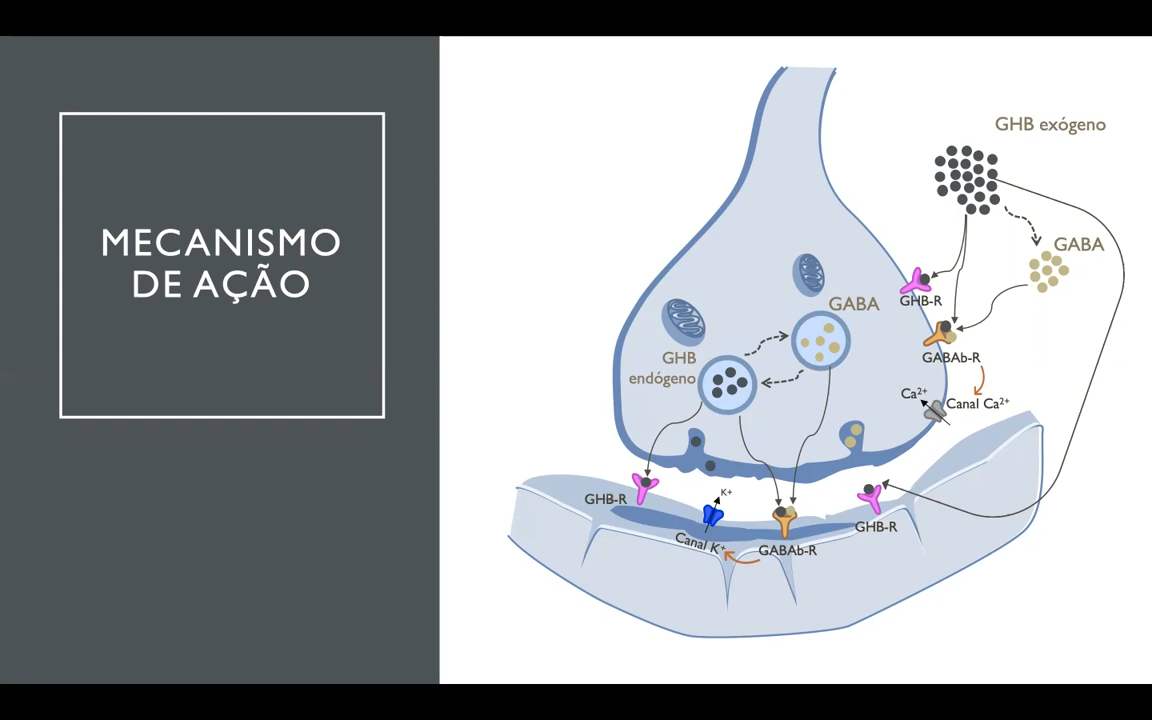 MECANISMO
DE AÇÃO
GHB exógeno
GABA
GHB-R
GABAb-R
Ca²⁺
Canal Ca²⁺
GABA
GHB
endógeno
GHB-R
K+
Canal K⁺
GABAb-R
GHB-R